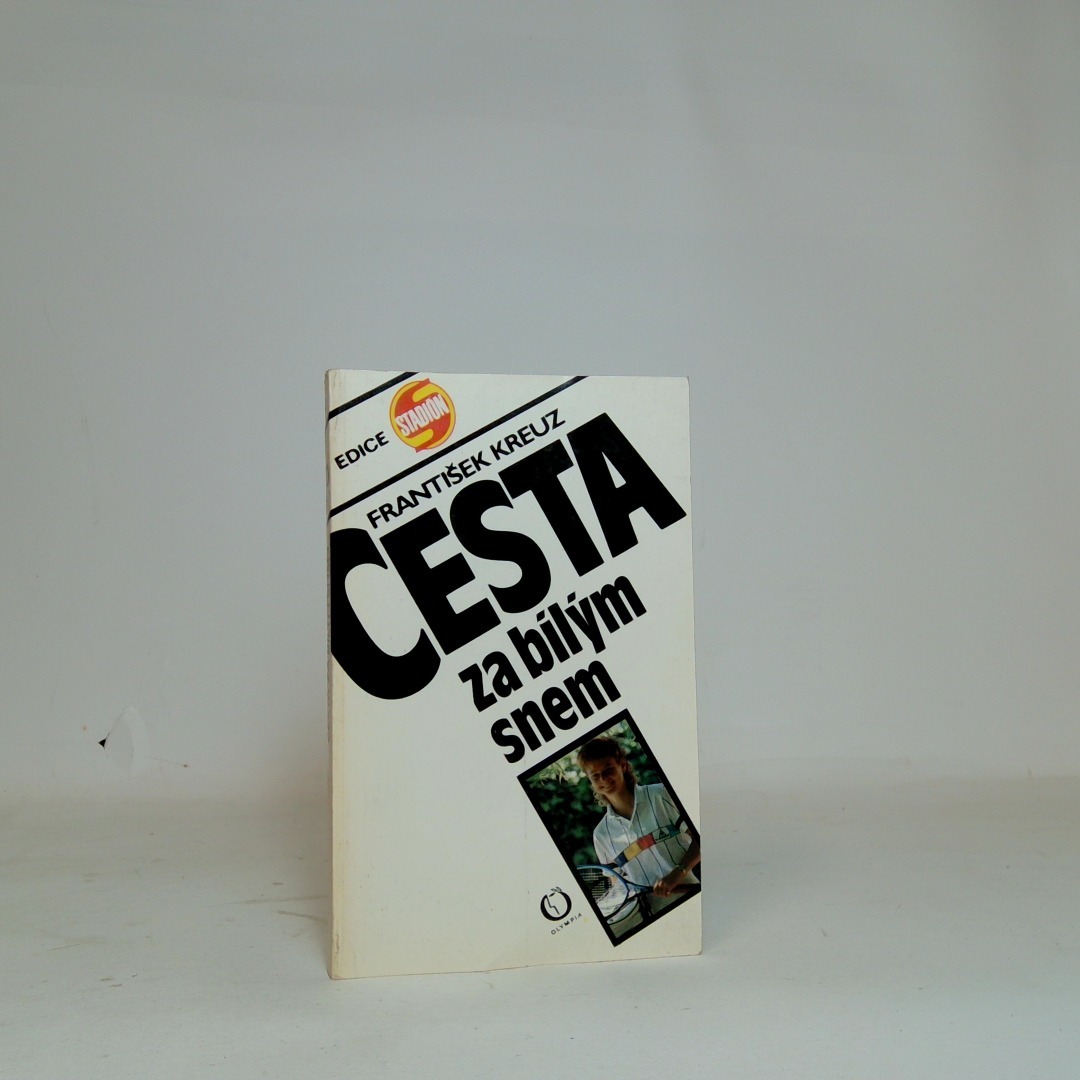 EDICE STADION
FRANTIŠEK KREUZ
CESTA
za bílým
snem
OLYMPIA